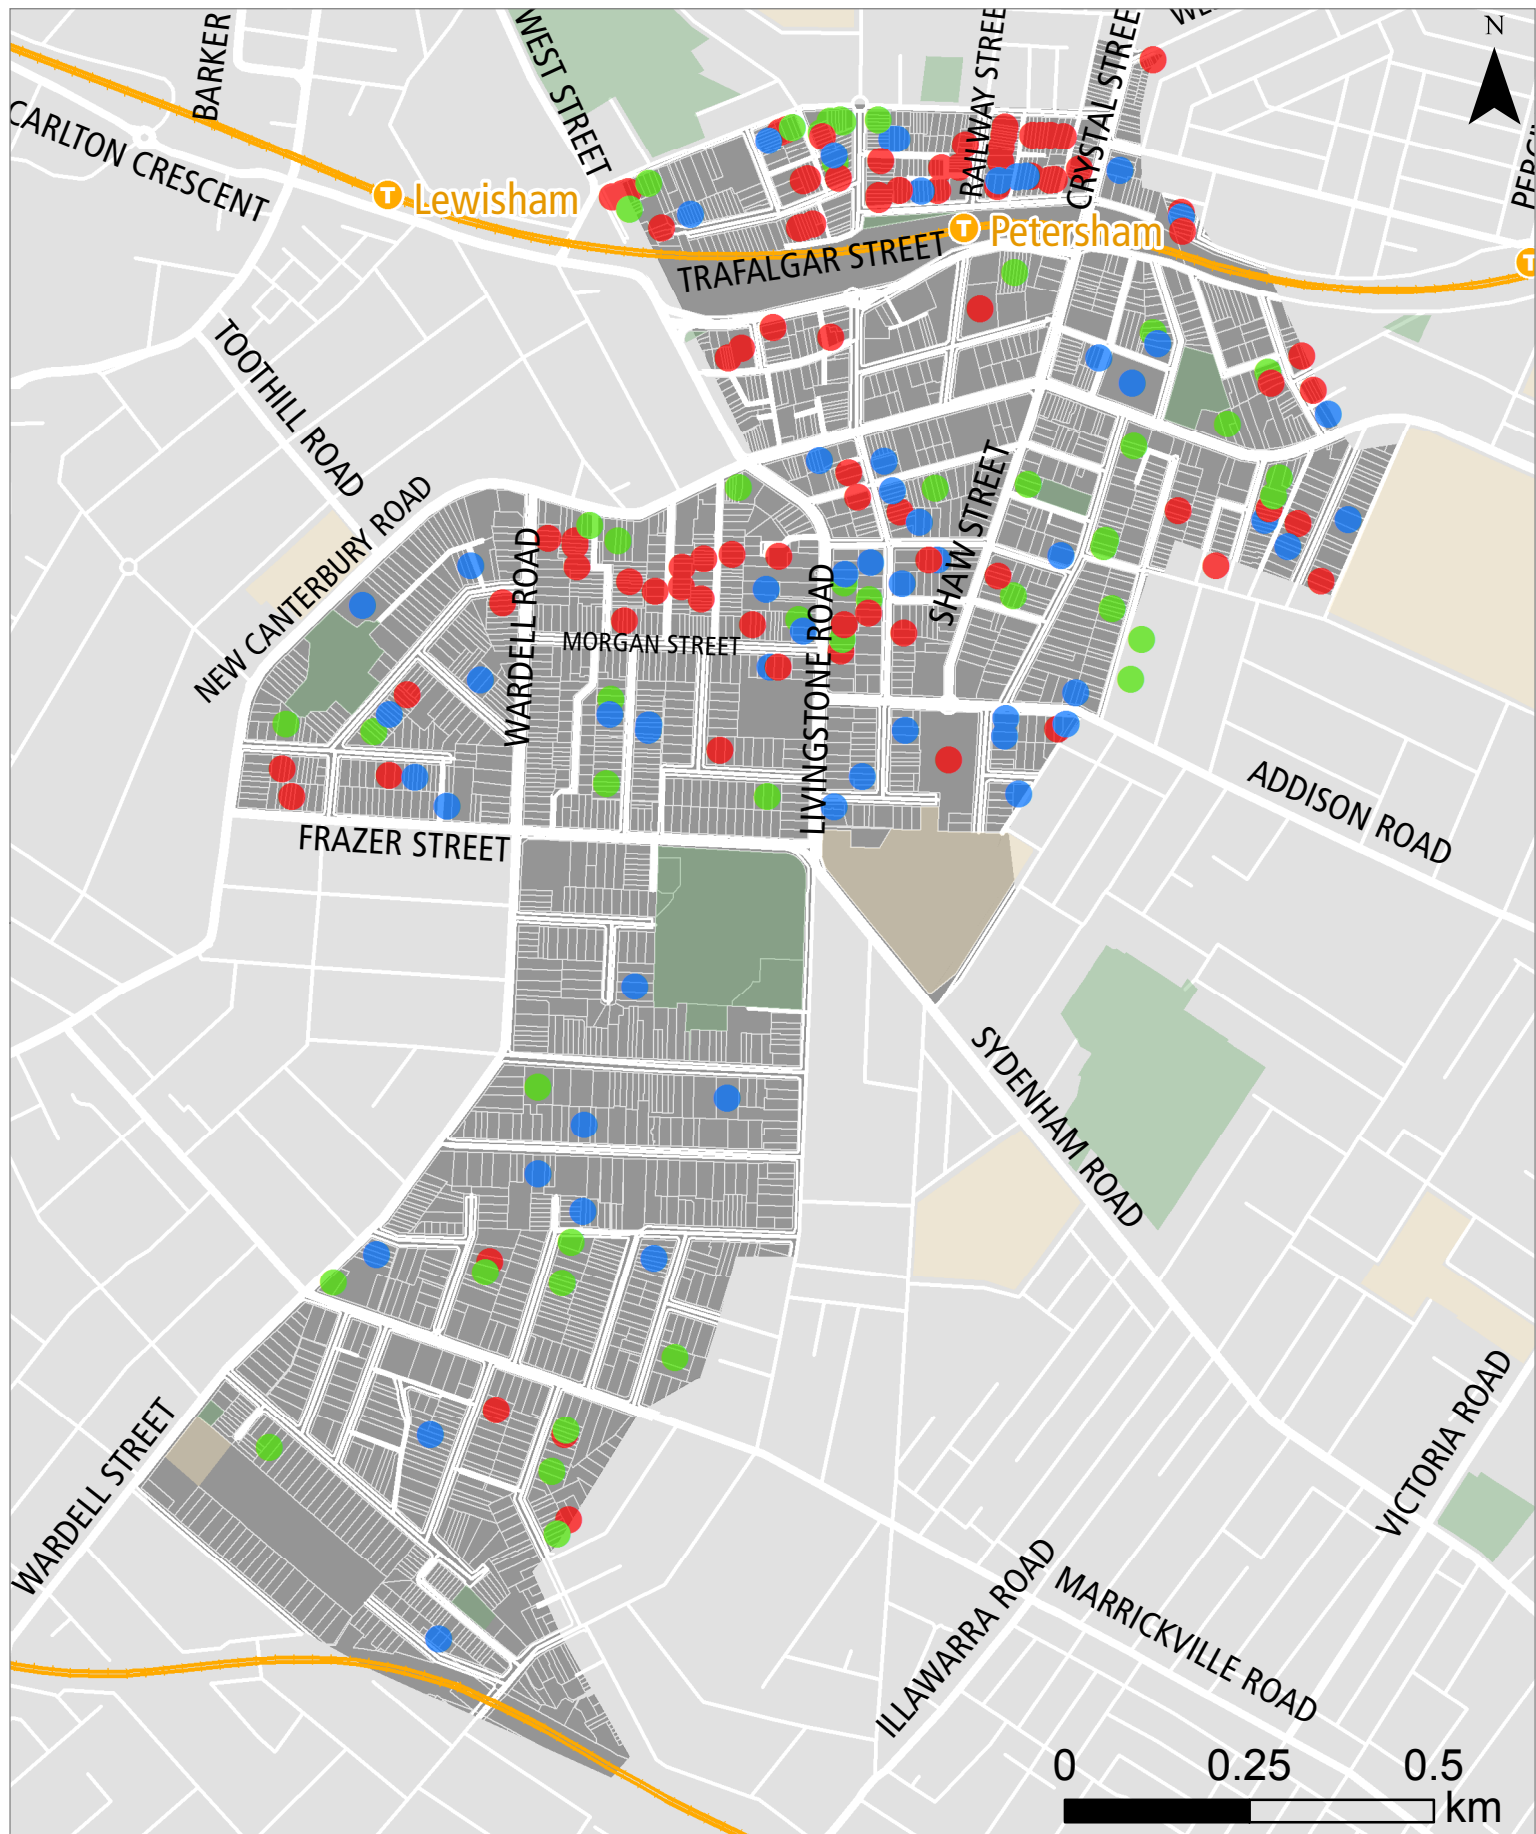 BARKER
WEST STREET
RAILWAY STREE
CRYSTAL STREE
N
CARLTON CRESCENT
T Lewisham
T Petersham
T
TRAFALGAR STREET
TOOTHILL ROAD
NEW CANTERBURY ROAD
WARDELL ROAD
MORGAN STREET
LIVINGSTONE ROAD
SHAW STREET
FRAZER STREET
ADDISON ROAD
SYDENHAM ROAD
WARDELL STREET
VICTORIA ROAD
ILLAWARRA ROAD
MARRICKVILLE ROAD
0 0.25 0.5
km